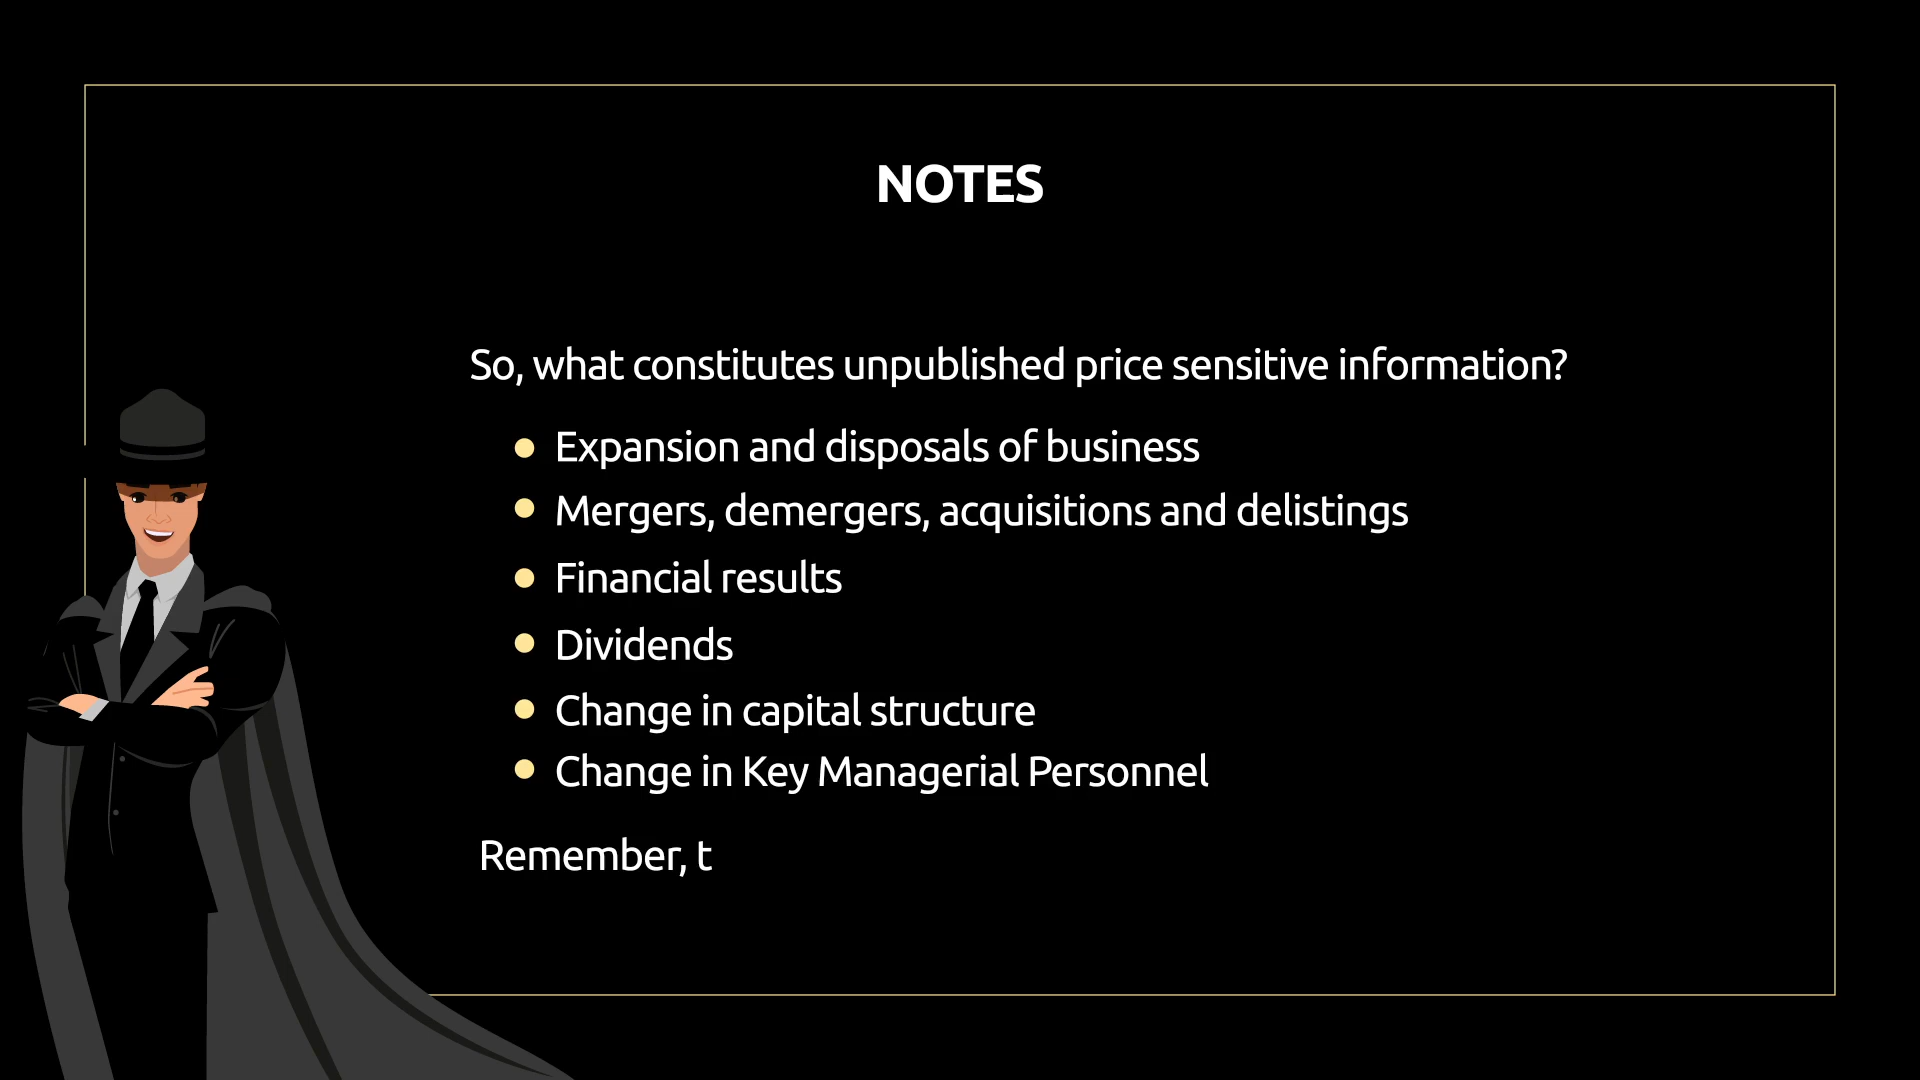 NOTES
So, what constitutes unpublished price sensitive information?
Expansion and disposals of business
Mergers, demergers, acquisitions and delistings
Financial results
Dividends
Change in capital structure
Change in Key Managerial Personnel
Remember, t